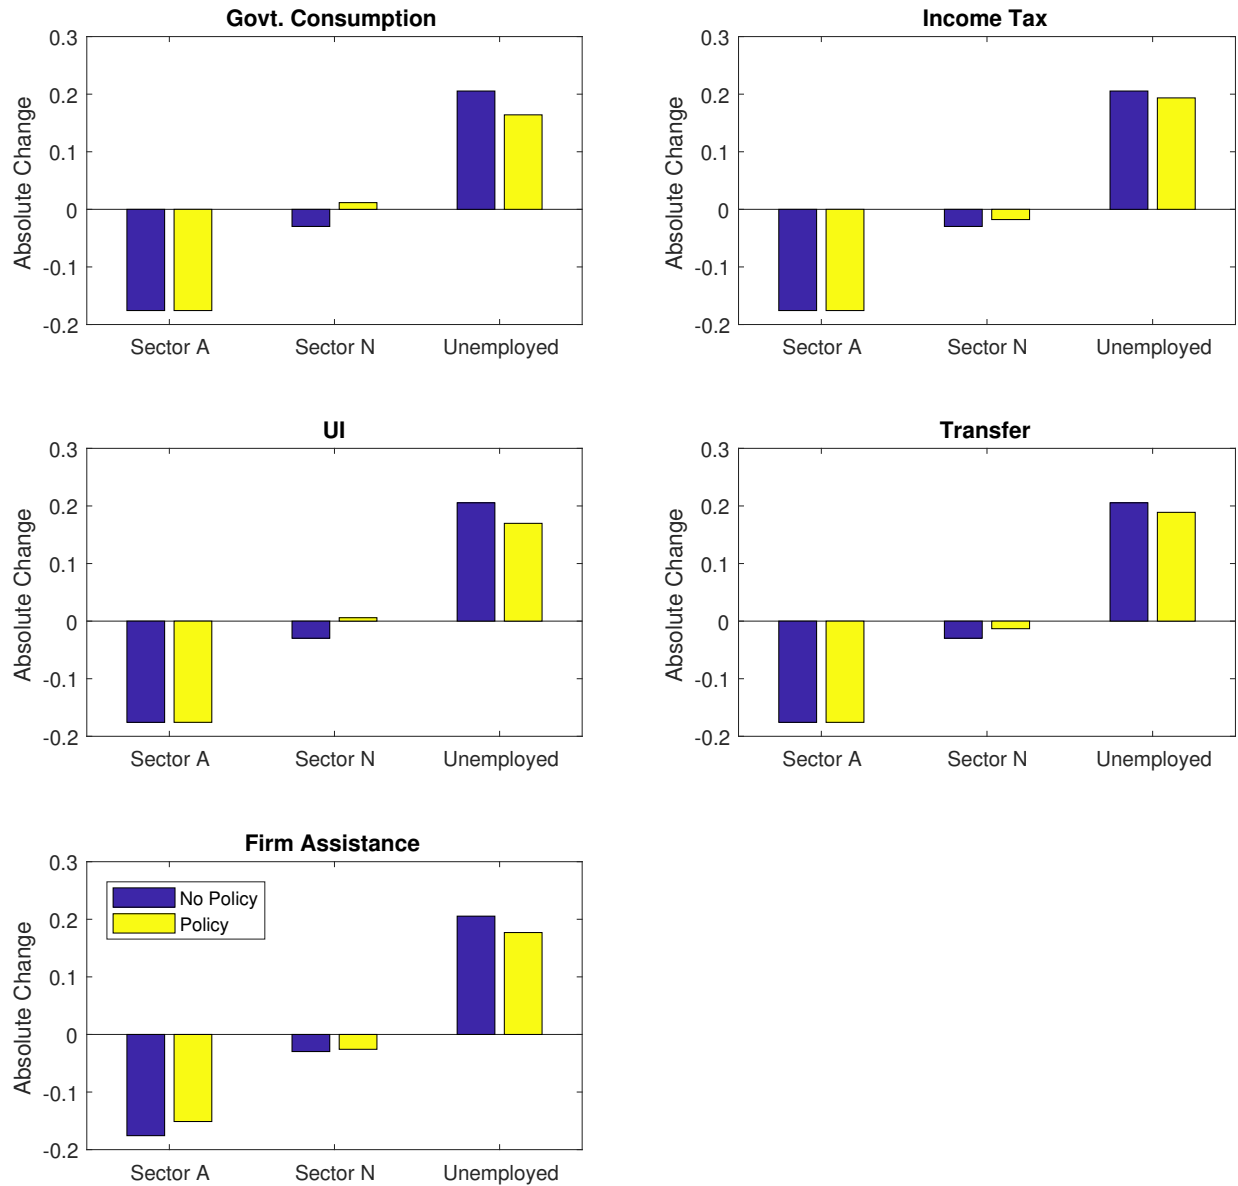 Govt. Consumption
Absolute Change
0.3
0.2
0.1
0
-0.1
-0.2
Sector A
Sector N
Unemployed
Income Tax
Absolute Change
0.3
0.2
0.1
0
-0.1
-0.2
Sector A
Sector N
Unemployed
UI
Absolute Change
0.3
0.2
0.1
0
-0.1
-0.2
Sector A
Sector N
Unemployed
Transfer
Absolute Change
0.3
0.2
0.1
0
-0.1
-0.2
Sector A
Sector N
Unemployed
Firm Assistance
Absolute Change
0.3
0.2
0.1
0
-0.1
-0.2
No Policy
Policy
Sector A
Sector N
Unemployed